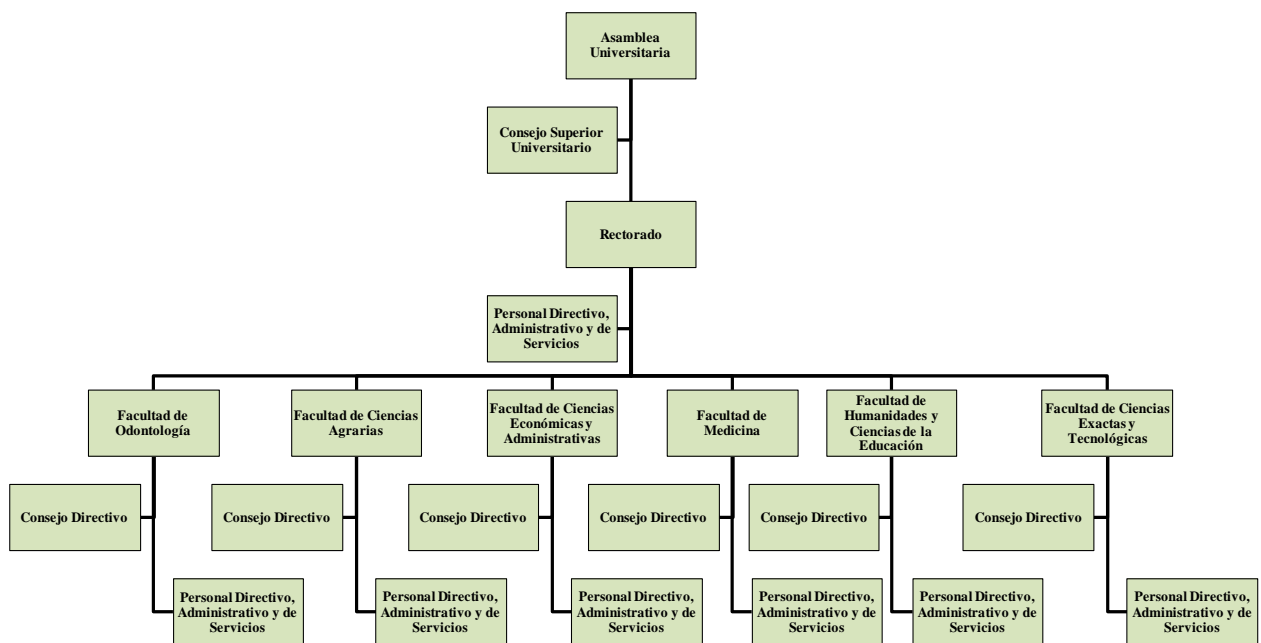 Asamblea
Universitaria
Consejo Superior
Universitario
Rectorado
Personal Directivo,
Administrativo y de
Servicios
Facultad de
Odontología
Facultad de Ciencias
Agrarias
Facultad de Ciencias
Económicas y
Administrativas
Facultad de
Medicina
Facultad de
Humanidades y
Ciencias de la
Educación
Facultad de Ciencias
Exactas y
Tecnológicas
Consejo Directivo
Consejo Directivo
Consejo Directivo
Consejo Directivo
Consejo Directivo
Consejo Directivo
Personal Directivo,
Administrativo y de
Servicios
Personal Directivo,
Administrativo y de
Servicios
Personal Directivo,
Administrativo y de
Servicios
Personal Directivo,
Administrativo y de
Servicios
Personal Directivo,
Administrativo y de
Servicios
Personal Directivo,
Administrativo y de
Servicios